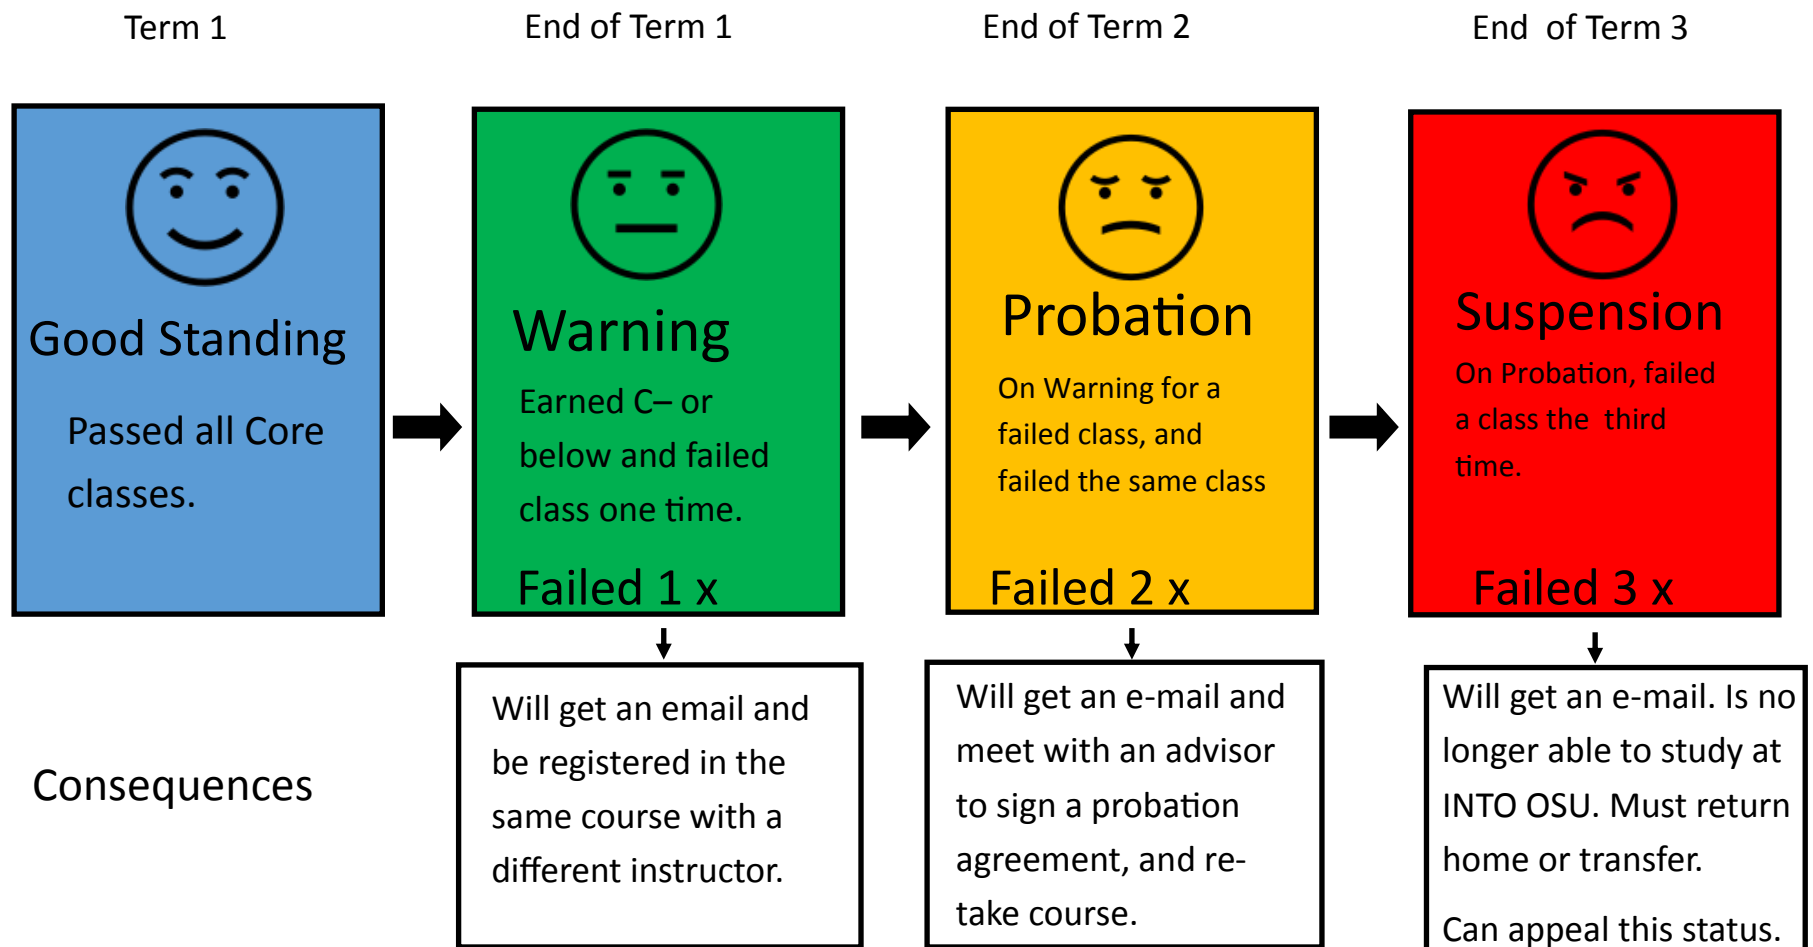 Term 1
End of Term 1
End of Term 2
End of Term 3
Good Standing
Passed all Core
classes.
Warning
Earned C– or
below and failed
class one time.
Failed 1 x
Probation
On Warning for a
failed class, and
failed the same class
Failed 2 x
Suspension
On Probation, failed
a class the third
time.
Failed 3 x
Consequences
Will get an email and
be registered in the
same course with a
different instructor.
Will get an e-mail and
meet with an advisor
to sign a probation
agreement, and re-
take course.
Will get an e-mail. Is no
longer able to study at
INTO OSU. Must return
home or transfer.
Can appeal this status.